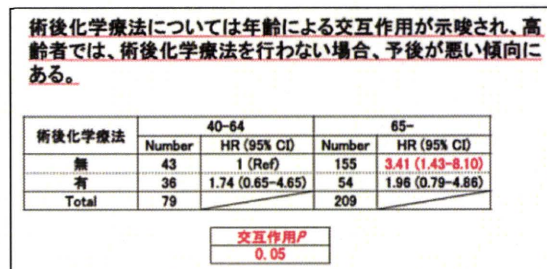 術後化学療法については年齢による交互作用が示唆され、高
齢者では、術後化学療法を行わない場合、予後が悪い傾向に
ある。
術後化学療法 40-64 65-
Number HR (95% CI) Number HR (95% CI)
無 43 1 (Ref) 155 3.41 (1.43-8.10)
有 36 1.74 (0.65-4.65) 54 1.96 (0.79-4.86)
Total 79 209
交互作用P
0.05